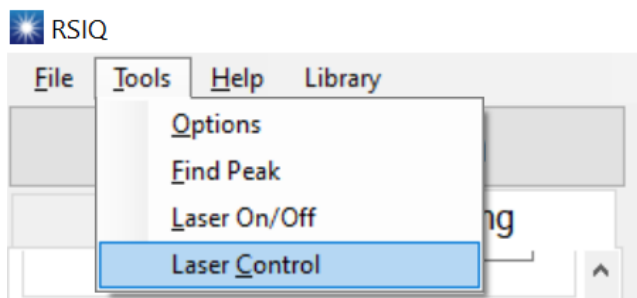 RSIQ
File Tools Help Library
Options
Find Peak
Laser On/Off
Laser Control